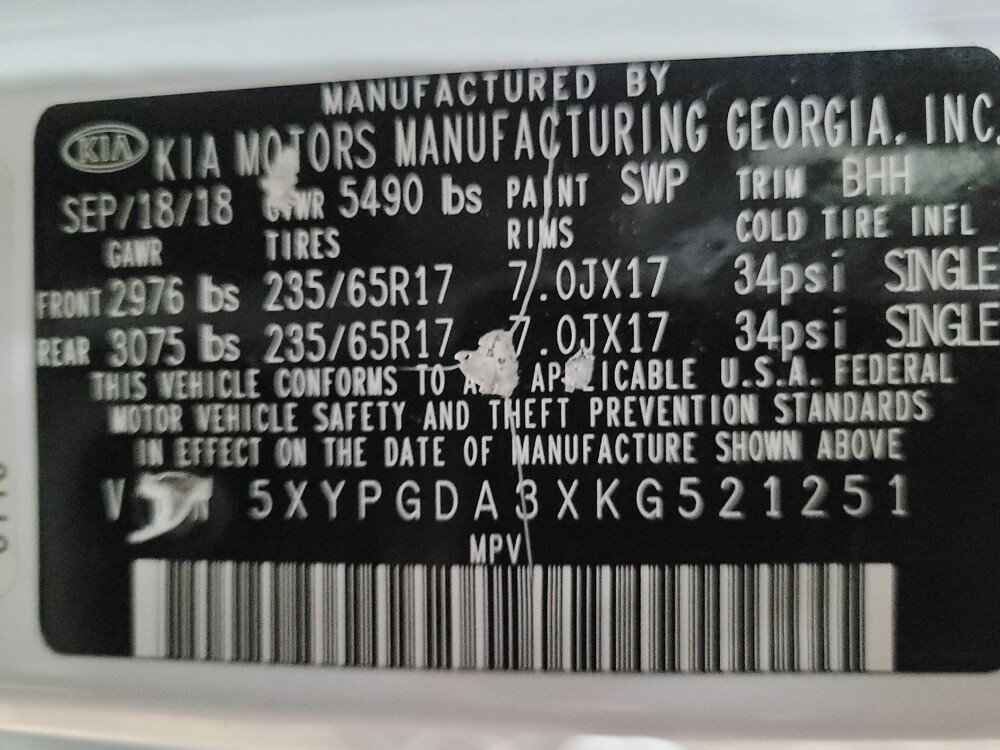 MANUFACTURED BY
KIA KIA MOTORS MANUFACTURING GEORGIA, INC.
SEP/18/18 GVWR 5490 lbs PAINT SWP TRIM BHH
GAWR TIRES RIMS COLD TIRE INFL
FRONT 2976 lbs 235/65R17 7.0JX17 34psi SINGLE
REAR 3075 lbs 235/65R17 7.0JX17 34psi SINGLE
THIS VEHICLE CONFORMS TO APPLICABLE U.S.A. FEDERAL
MOTOR VEHICLE SAFETY AND THEFT PREVENTION STANDARDS
IN EFFECT ON THE DATE OF MANUFACTURE SHOWN ABOVE
5XYPGDA3XKG521251
MPV